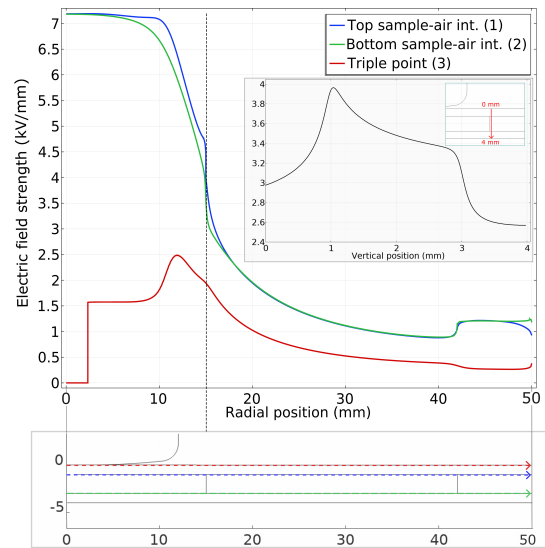 7
6.5
6
5.5
5
4.5
4
3.5
3
2.5
2
1.5
1
0.5
0
Electric field strength (kV/mm)
Top sample-air int. (1)
Bottom sample-air int. (2)
Triple point (3)
4
3.8
3.6
3.4
3.2
3
2.8
2.6
2.4
0 mm
4 mm
0 1 2 3 4
Vertical position (mm)
0 10 20 30 40 50
Radial position (mm)
0
-5
0 10 20 30 40 50